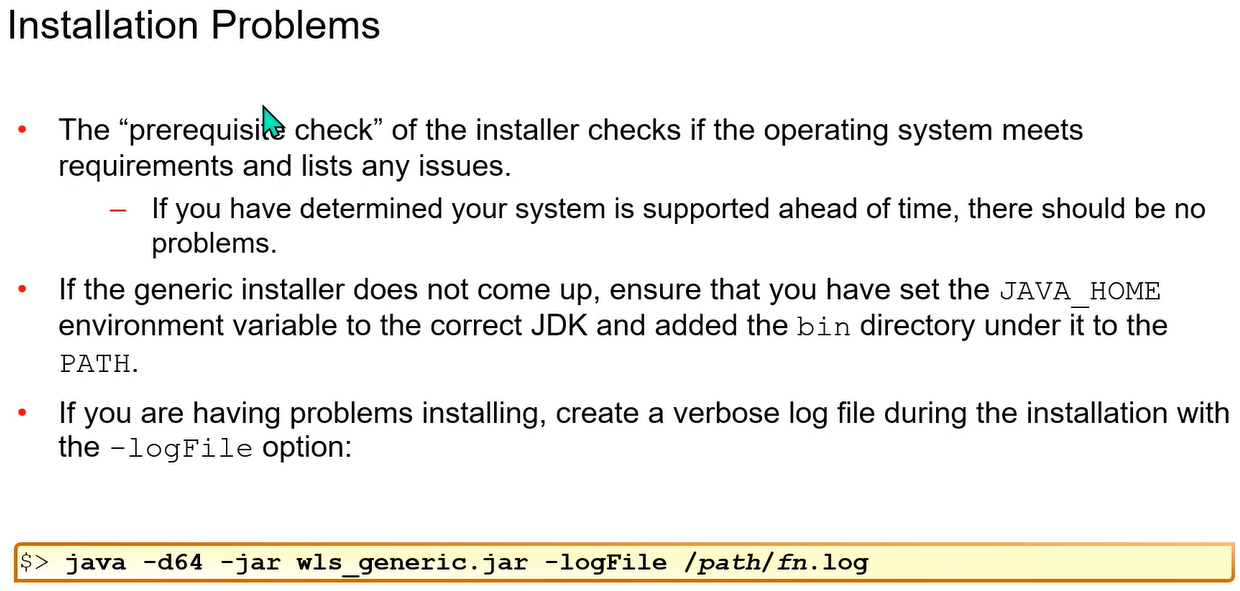 Installation Problems
• The “prerequisite check” of the installer checks if the operating system meets
requirements and lists any issues.
– If you have determined your system is supported ahead of time, there should be no
problems.
• If the generic installer does not come up, ensure that you have set the JAVA_HOME
environment variable to the correct JDK and added the bin directory under it to the
PATH.
• If you are having problems installing, create a verbose log file during the installation with
the -logFile option:
$> java -d64 -jar wls_generic.jar -logFile /path/fn.log